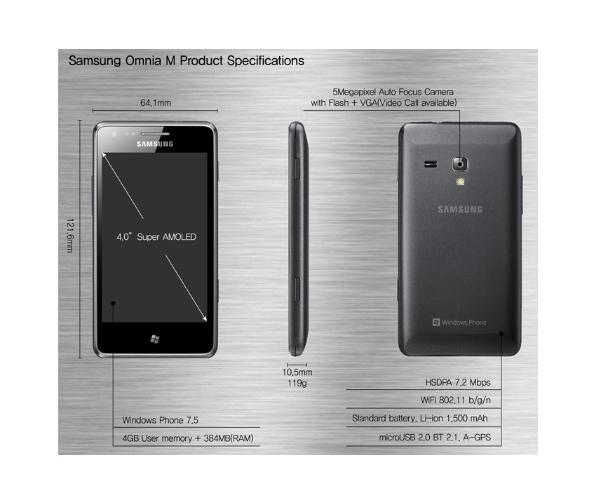 Samsung Omnia M Product Specifications
64,1mm
5Megapixel Auto Focus Camera
with Flash + VGA(Video Call available)
SAMSUNG
121,6mm
4,0" Super AMOLED
SAMSUNG
Windows Phone
10,5mm
119g
Windows Phone 7,5
4GB User memory + 384MB(RAM)
HSDPA 7,2 Mbps
WiFi 802,11 b/g/n
Standard battery, Li-ion 1,500 mAh
microUSB 2,0 BT 2,1, A-GPS